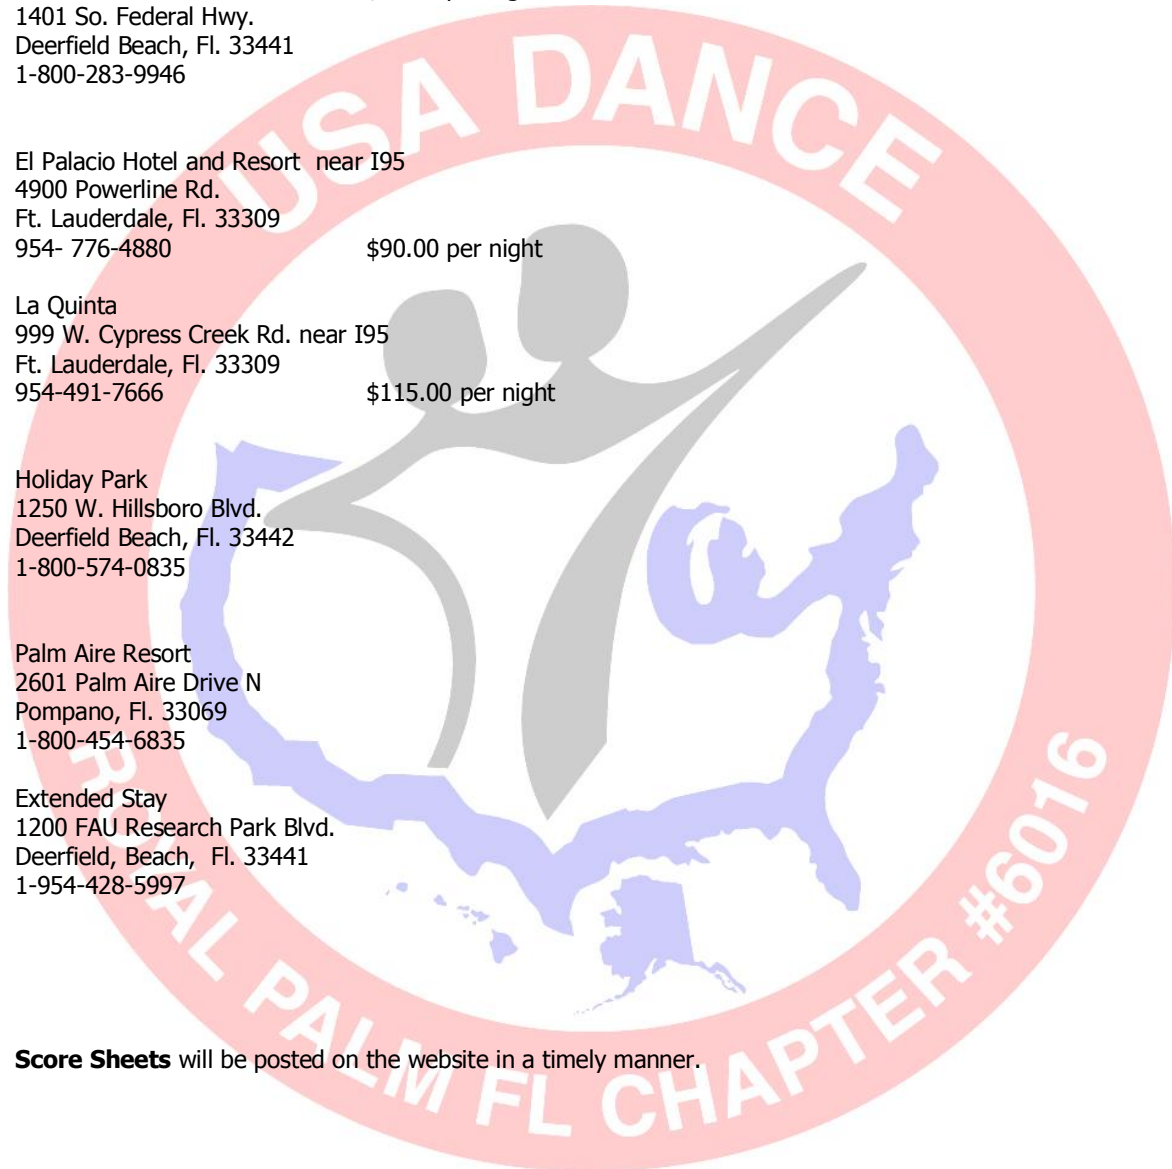 1401 So. Federal Hwy.
Deerfield Beach, Fl. 33441
1-800-283-9946
El Palacio Hotel and Resort  near I95
4900 Powerline Rd.
Ft. Lauderdale, Fl. 33309
954- 776-4880 $90.00 per night
La Quinta
999 W. Cypress Creek Rd. near I95
Ft. Lauderdale, Fl. 33309
954-491-7666 $115.00 per night
Holiday Park
1250 W. Hillsboro Blvd.
Deerfield Beach, Fl. 33442
1-800-574-0835
Palm Aire Resort
2601 Palm Aire Drive N
Pompano, Fl. 33069
1-800-454-6835
Extended Stay
1200 FAU Research Park Blvd.
Deerfield, Beach,  Fl. 33441
1-954-428-5997
Score Sheets will be posted on the website in a timely manner.
USA DANCE
ROYAL PALM FL CHAPTER #6016